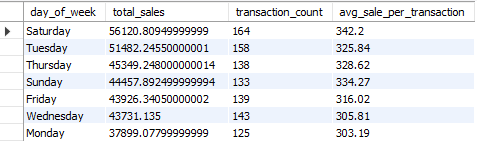 day_of_week total_sales transaction_count avg_sale_per_transaction
Saturday 56120.80949999999 164 342.2
Tuesday 51482.24550000001 158 325.84
Thursday 45349.248000000014 138 328.62
Sunday 44457.892499999994 133 334.27
Friday 43926.34050000002 139 316.02
Wednesday 43731.135 143 305.81
Monday 37899.07799999999 125 303.19